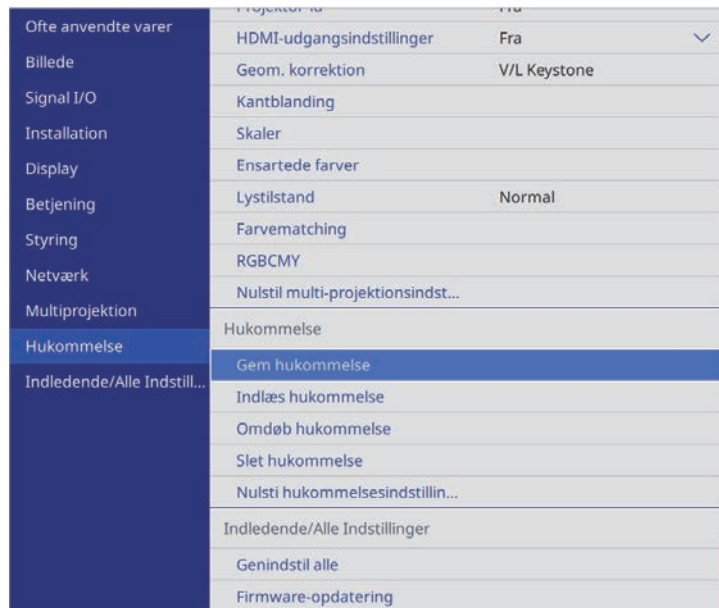 Ofte anvendte varer
Billede
Signal I/O
Installation
Display
Betjening
Styring
Netværk
Multiprojektion
Hukommelse
Indledende/Alle Indstill...
HDMI-udgangsindstillinger Fra
Geom. korrektion V/L Keystone
Kantblanding
Skaler
Ensartede farver
Lystilstand Normal
Farvematching
RGBCMY
Nulstil multi-projektionsindst...
Hukommelse
Gem hukommelse
Indlæs hukommelse
Omdøb hukommelse
Slet hukommelse
Nulsti hukommelsesindstillin...
Indledende/Alle Indstillinger
Genindstil alle
Firmware-opdatering